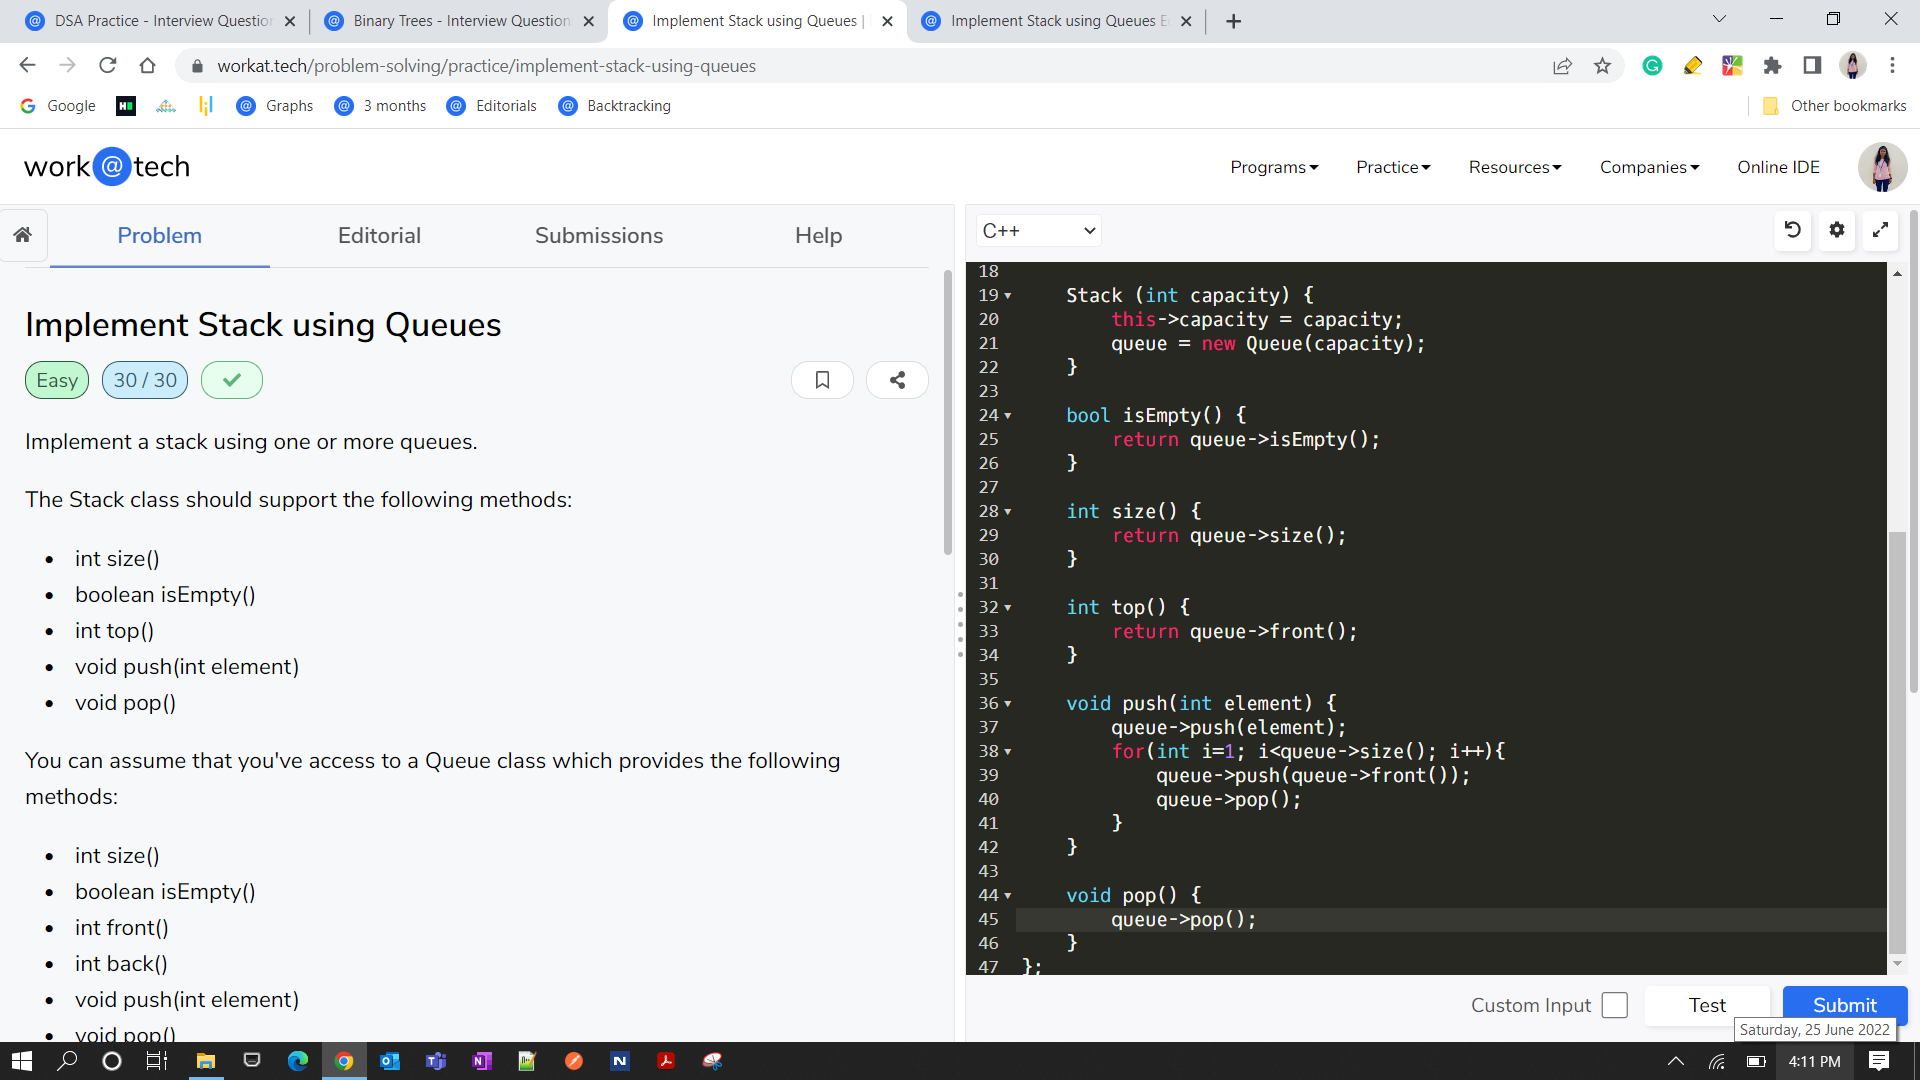 DSA Practice - Interview Question
Binary Trees - Interview Question
Implement Stack using Queues |
Implement Stack using Queues E
workat.tech/problem-solving/practice/implement-stack-using-queues
Google
Graphs
3 months
Editorials
Backtracking
Other bookmarks
work@tech
Programs
Practice
Resources
Companies
Online IDE
Problem
Editorial
Submissions
Help
Implement Stack using Queues
Easy
30 / 30
Implement a stack using one or more queues.
The Stack class should support the following methods:
• int size()
• boolean isEmpty()
• int top()
• void push(int element)
• void pop()
You can assume that you've access to a Queue class which provides the following
methods:
• int size()
• boolean isEmpty()
• int front()
• int back()
• void push(int element)
• void pop()
C++
18
19 Stack (int capacity) {
20 this->capacity = capacity;
21 queue = new Queue(capacity);
22 }
23
24 bool isEmpty() {
25 return queue->isEmpty();
26 }
27
28 int size() {
29 return queue->size();
30 }
31
32 int top() {
33 return queue->front();
34 }
35
36 void push(int element) {
37 queue->push(element);
38 for(int i=1; i<queue->size(); i++){
39 queue->push(queue->front());
40 queue->pop();
41 }
42 }
43
44 void pop() {
45 queue->pop();
46 }
47 };
Custom Input
Test
Submit
Saturday, 25 June 2022
4:11 PM